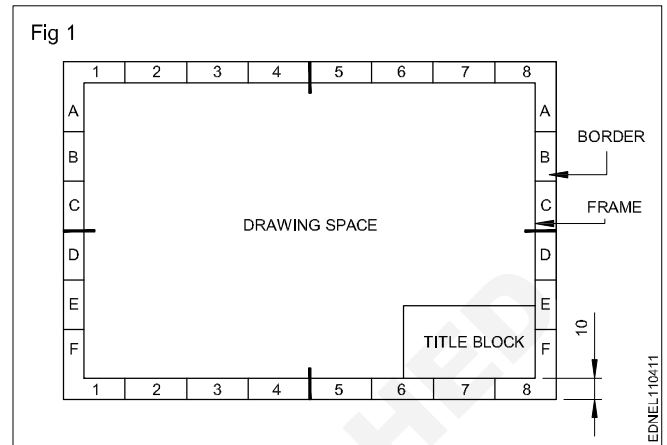 Fig 1
1 2 3 4 5 6 7 8
A A
B B
BORDER
C C
FRAME
DRAWING SPACE
D D
E E
10
TITLE BLOCK
F F
1 2 3 4 5 6 7 8
EDNEL110411
HED